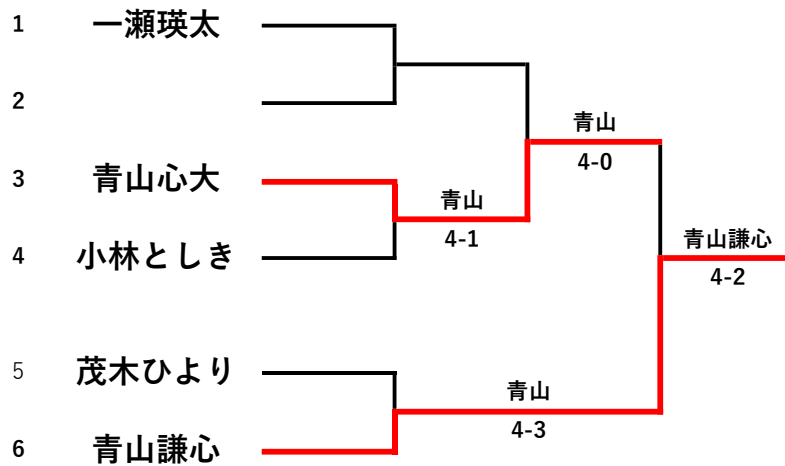 1 一瀬瑛太
2
3 青山心大
4 小林としき
5 茂木ひより
6 青山謙心
青山
4-1
青山
4-0
青山
4-3
青山謙心
4-2